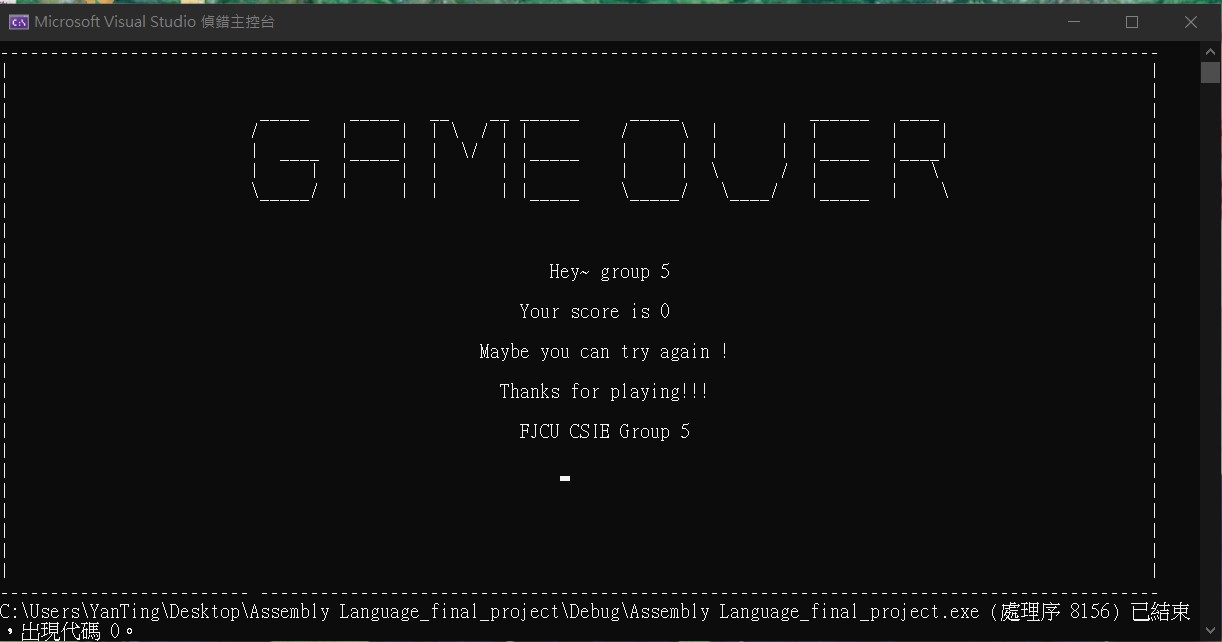 Microsoft Visual Studio 偵錯主控台
GAME OVER
Hey~ group 5
Your score is 0
Maybe you can try again !
Thanks for playing!!!
FJCU CSIE Group 5
C:\Users\YanTing\Desktop\Assembly Language_final_project\Debug\Assembly Language_final_project.exe (處理序 8156) 已結束
，出現代碼 0。